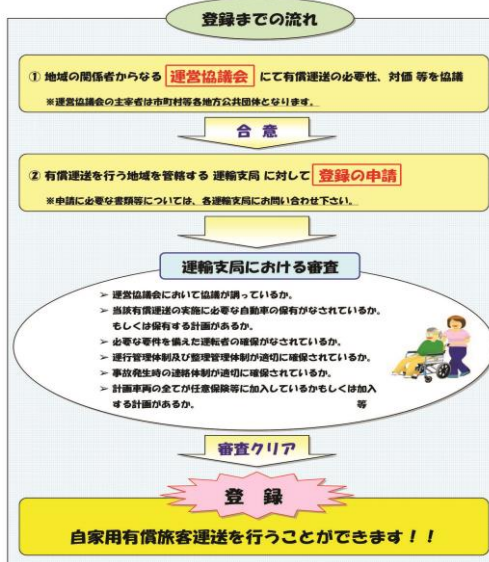 登録までの流れ
① 地域の関係者からなる 運営協議会 にて有償運送の必要性、対価 等を協議
※運営協議会の主宰者は市町村等各地方公共団体となります。
合 意
② 有償運送を行う地域を管轄する 運輸支局 に対して 登録の申請
※申請に必要な書類等については、各運輸支局にお問い合わせ下さい。
運輸支局における審査
➢ 運営協議会において協議が調っているか。
➢ 当該有償運送の実施に必要な自動車の保有がなされているか。
もしくは保有する計画があるか。
➢ 必要な要件を備えた運転者の確保がなされているか。
➢ 運行管理体制及び整理管理体制が適切に確保されているか。
➢ 事故発生時の連絡体制が適切に確保されているか。
➢ 計画車両の全てが任意保険等に加入しているかもしくは加入
する計画があるか。 等
審査クリア
登 録
自家用有償旅客運送を行うことができます！！